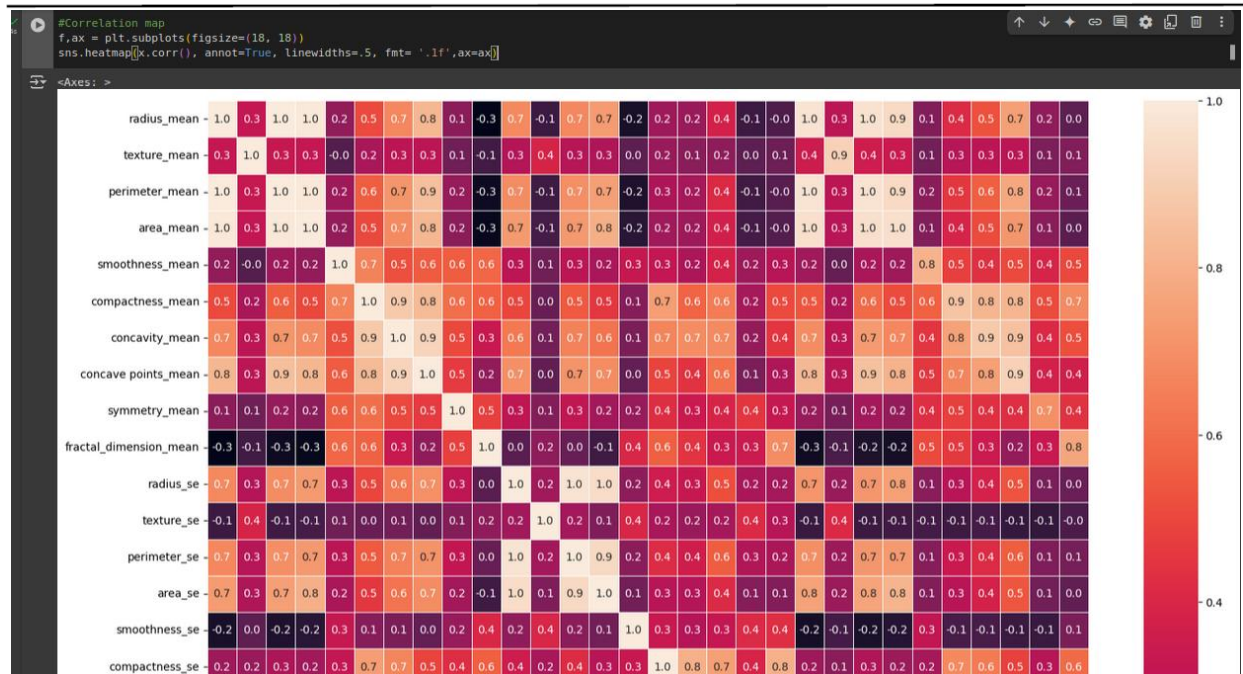 #Correlation map
f,ax = plt.subplots(figsize=(18, 18))
sns.heatmap(x.corr(), annot=True, linewidths=.5, fmt= '.1f',ax=ax)
<Axes: >
radius_mean - 1.0 0.3 1.0 1.0 0.2 0.5 0.7 0.8 0.1 -0.3 0.7 -0.1 0.7 0.7 -0.2 0.2 0.2 0.4 -0.1 -0.0 1.0 0.3 1.0 0.9 0.1 0.4 0.5 0.7 0.2 0.0 - 1.0
texture_mean - 0.3 1.0 0.3 0.3 -0.0 0.2 0.3 0.3 0.1 -0.1 0.3 0.4 0.3 0.3 0.0 0.2 0.1 0.2 0.0 0.1 0.4 0.9 0.4 0.3 0.1 0.3 0.3 0.3 0.1 0.1
perimeter_mean - 1.0 0.3 1.0 1.0 0.2 0.6 0.7 0.9 0.2 -0.3 0.7 -0.1 0.7 0.7 -0.2 0.3 0.2 0.4 -0.1 -0.0 1.0 0.3 1.0 0.9 0.2 0.5 0.6 0.8 0.2 0.1
area_mean - 1.0 0.3 1.0 1.0 0.2 0.5 0.7 0.8 0.2 -0.3 0.7 -0.1 0.7 0.8 -0.2 0.2 0.2 0.4 -0.1 -0.0 1.0 0.3 1.0 1.0 0.1 0.4 0.5 0.7 0.1 0.0
smoothness_mean - 0.2 -0.0 0.2 0.2 1.0 0.7 0.5 0.6 0.6 0.6 0.3 0.1 0.3 0.2 0.3 0.3 0.2 0.4 0.2 0.3 0.2 0.0 0.2 0.2 0.8 0.5 0.4 0.5 0.4 0.5 - 0.8
compactness_mean - 0.5 0.2 0.6 0.5 0.7 1.0 0.9 0.8 0.6 0.6 0.5 0.0 0.5 0.5 0.1 0.7 0.6 0.6 0.2 0.5 0.5 0.2 0.6 0.5 0.6 0.9 0.8 0.8 0.5 0.7
concavity_mean - 0.7 0.3 0.7 0.7 0.5 0.9 1.0 0.9 0.5 0.3 0.6 0.1 0.7 0.6 0.1 0.7 0.7 0.7 0.2 0.4 0.7 0.3 0.7 0.7 0.4 0.8 0.9 0.9 0.4 0.5
concave points_mean - 0.8 0.3 0.9 0.8 0.6 0.8 0.9 1.0 0.5 0.2 0.7 0.0 0.7 0.7 0.0 0.5 0.4 0.6 0.1 0.3 0.8 0.3 0.9 0.8 0.5 0.7 0.8 0.9 0.4 0.4
symmetry_mean - 0.1 0.1 0.2 0.2 0.6 0.6 0.5 0.5 1.0 0.5 0.3 0.1 0.3 0.2 0.2 0.4 0.3 0.4 0.4 0.3 0.2 0.1 0.2 0.2 0.4 0.5 0.4 0.4 0.7 0.4
fractal_dimension_mean - -0.3 -0.1 -0.3 -0.3 0.6 0.6 0.3 0.2 0.5 1.0 0.0 0.2 0.0 -0.1 0.4 0.6 0.4 0.3 0.3 0.7 -0.3 -0.1 -0.2 -0.2 0.5 0.5 0.3 0.2 0.3 0.8 - 0.6
radius_se - 0.7 0.3 0.7 0.7 0.3 0.5 0.6 0.7 0.3 0.0 1.0 0.2 1.0 1.0 0.2 0.4 0.3 0.5 0.2 0.2 0.7 0.2 0.7 0.8 0.1 0.3 0.4 0.5 0.1 0.0
texture_se - -0.1 0.4 -0.1 -0.1 0.1 0.0 0.1 0.0 0.1 0.2 0.2 1.0 0.2 0.1 0.4 0.2 0.2 0.2 0.4 0.3 -0.1 0.4 -0.1 -0.1 -0.1 -0.1 -0.1 -0.1 -0.1 -0.0
perimeter_se - 0.7 0.3 0.7 0.7 0.3 0.5 0.7 0.7 0.3 0.0 1.0 0.2 1.0 0.9 0.2 0.4 0.4 0.6 0.3 0.2 0.7 0.2 0.7 0.7 0.1 0.3 0.4 0.6 0.1 0.1
area_se - 0.7 0.3 0.7 0.8 0.2 0.5 0.6 0.7 0.2 -0.1 1.0 0.1 0.9 1.0 0.1 0.3 0.3 0.4 0.1 0.1 0.8 0.2 0.8 0.8 0.1 0.3 0.4 0.5 0.1 0.0 - 0.4
smoothness_se - -0.2 0.0 -0.2 -0.2 0.3 0.1 0.1 0.0 0.2 0.4 0.2 0.4 0.2 0.1 1.0 0.3 0.3 0.3 0.4 0.4 -0.2 -0.1 -0.2 -0.2 0.3 -0.1 -0.1 -0.1 -0.1 0.1
compactness_se - 0.2 0.2 0.3 0.2 0.3 0.7 0.7 0.5 0.4 0.6 0.4 0.2 0.4 0.3 0.3 1.0 0.8 0.7 0.4 0.8 0.2 0.1 0.3 0.2 0.2 0.7 0.6 0.5 0.3 0.6